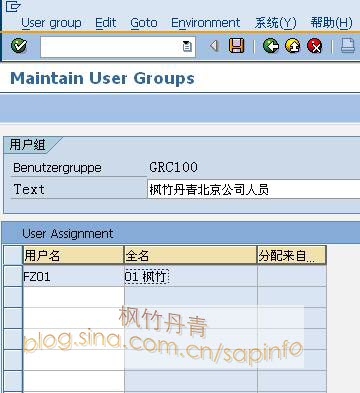 User group Edit Goto Environment 系统(Y) 帮助(H)
Maintain User Groups
用户组
Benutzergruppe GRC100
Text 枫竹丹青北京公司人员
User Assignment
用户名 全名 分配来自...
FZ01 01 枫竹
枫竹丹青
blog.sina.com.cn/sapinfo